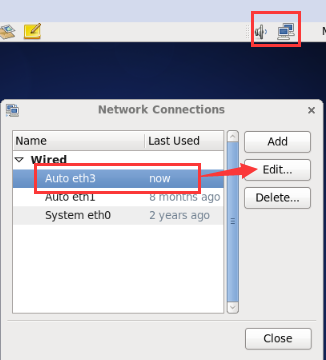 Network Connections
Name Last Used
Wired
Auto eth3 now
Auto eth1 8 months ago
System eth0 2 years ago
Add
Edit...
Delete...
Close